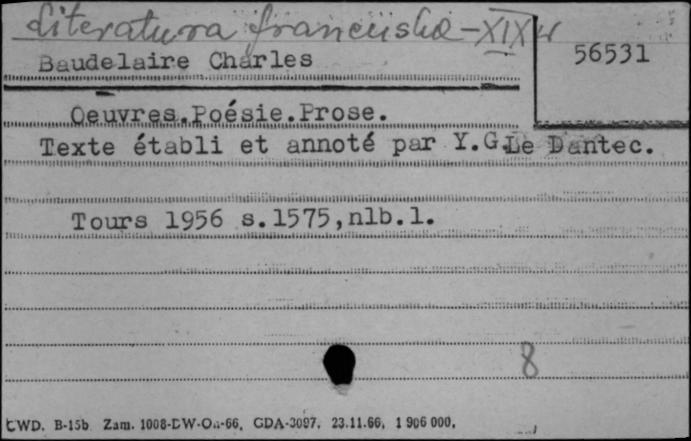 Literatura francuska - XIX w
56531
Baudelaire Charles
Oeuvres.Poésie.Prose.
Texte établi et annoté par Y.G.Le Dantec.
Tours 1956 s.1575,nlb.1.
8
CWD. B-15b Zam. 1008-DW-Oa-66, GDA-3097, 23.11.66, 1 906 000,